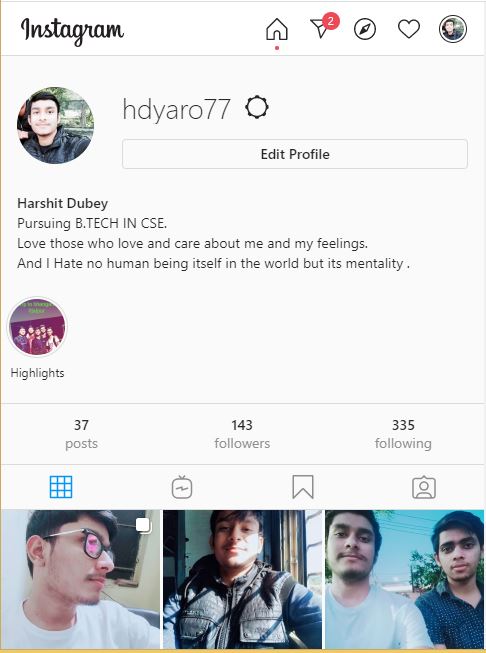 Instagram
2
hdyaro77
Edit Profile
Harshit Dubey
Pursuing B.TECH IN CSE.
Love those who love and care about me and my feelings.
And I Hate no human being itself in the world but its mentality .
Highlights
37 143 335
posts followers following